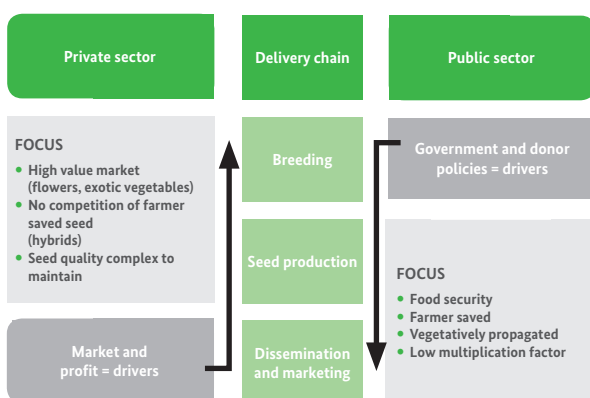 Private sector
Delivery chain
Public sector
FOCUS
• High value market
(flowers, exotic vegetables)
• No competition of farmer
saved seed
(hybrids)
• Seed quality complex to
maintain
Market and
profit = drivers
Breeding
Seed production
Dissemination
and marketing
Government and donor
policies = drivers
FOCUS
• Food security
• Farmer saved
• Vegetatively propagated
• Low multiplication factor